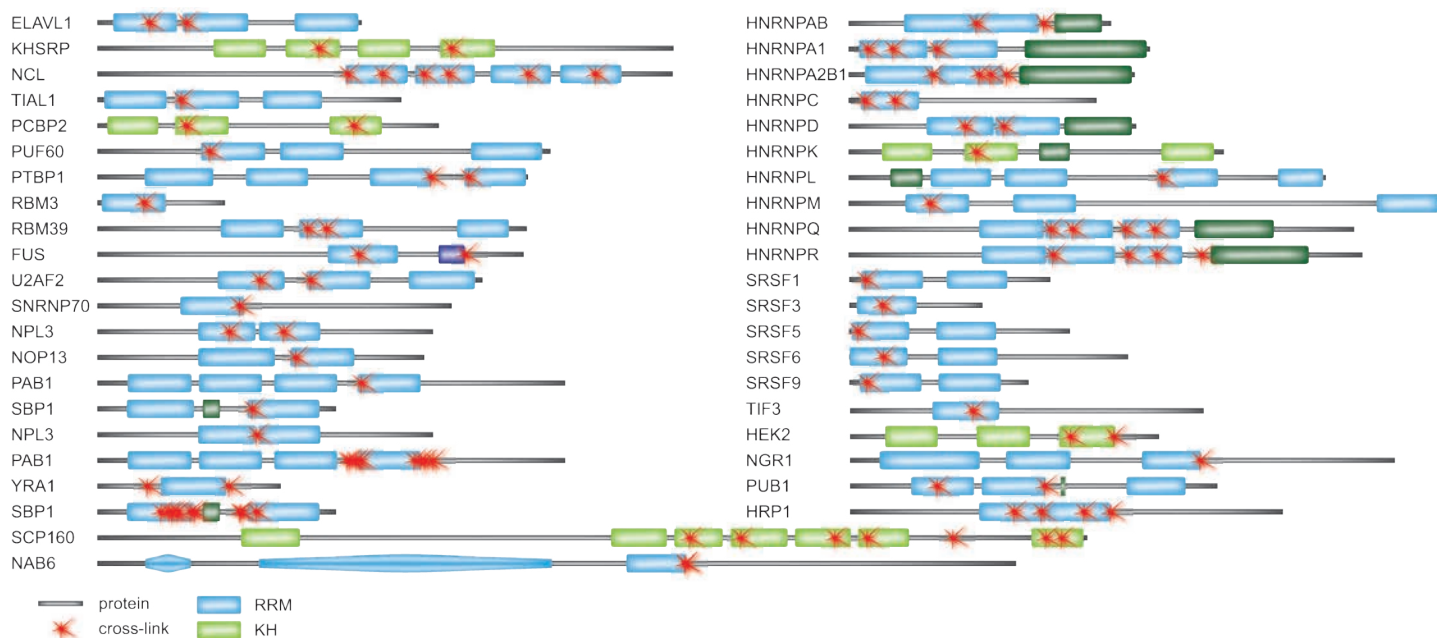 ELAVL1
KHSRP
NCL
TIAL1
PCBP2
PUF60
PTBP1
RBM3
RBM39
FUS
U2AF2
SNRNP70
NPL3
NOP13
PAB1
SBP1
NPL3
PAB1
YRA1
SBP1
SCP160
NAB6
HNRNPAB
HNRNPA1
HNRNPA2B1
HNRNPC
HNRNPD
HNRNPK
HNRNPL
HNRNPM
HNRNPQ
HNRNPR
SRSF1
SRSF3
SRSF5
SRSF6
SRSF9
TIF3
HEK2
NGR1
PUB1
HRP1
protein
RRM
cross-link
KH